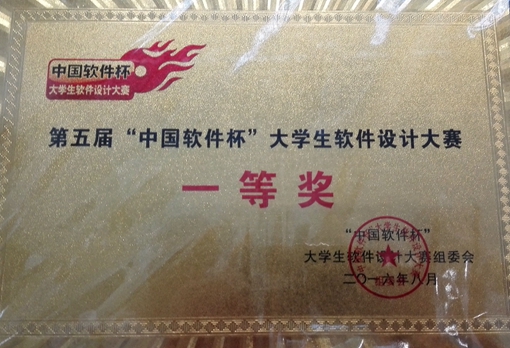 中国软件杯
大学生软件设计大赛
第五届“中国软件杯”大学生软件设计大赛
一等奖
“中国软件杯”
大学生软件设计大赛组委会
二〇一六年八月